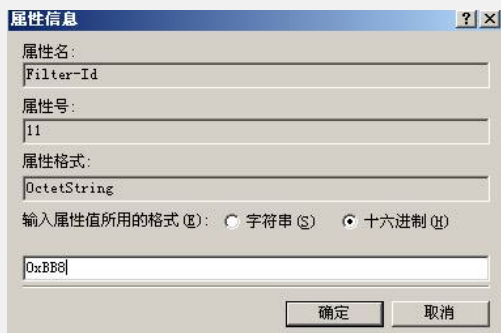 属性信息
属性名:
Filter-Id
属性号:
11
属性格式:
OctetString
输入属性值所用的格式(E): 字符串(S) 十六进制(H)
0xBB8
确定 取消